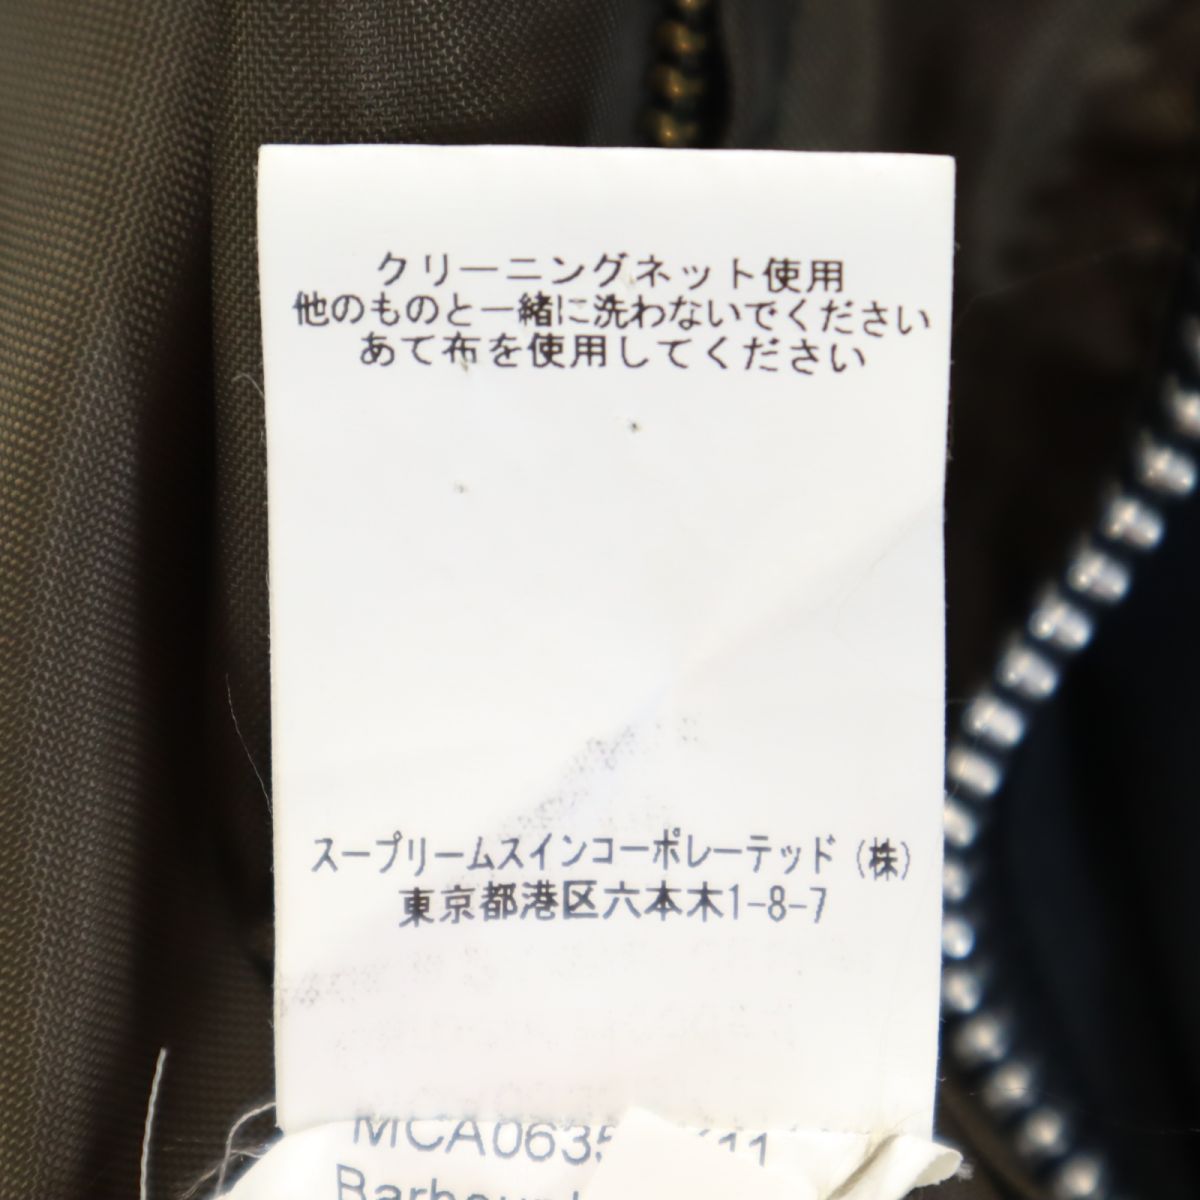 クリーニングネット使用
他のものと一緒に洗わないでください
あて布を使用してください
スープリームスインコーポレーテッド(株)
東京都港区六本木1-8-7